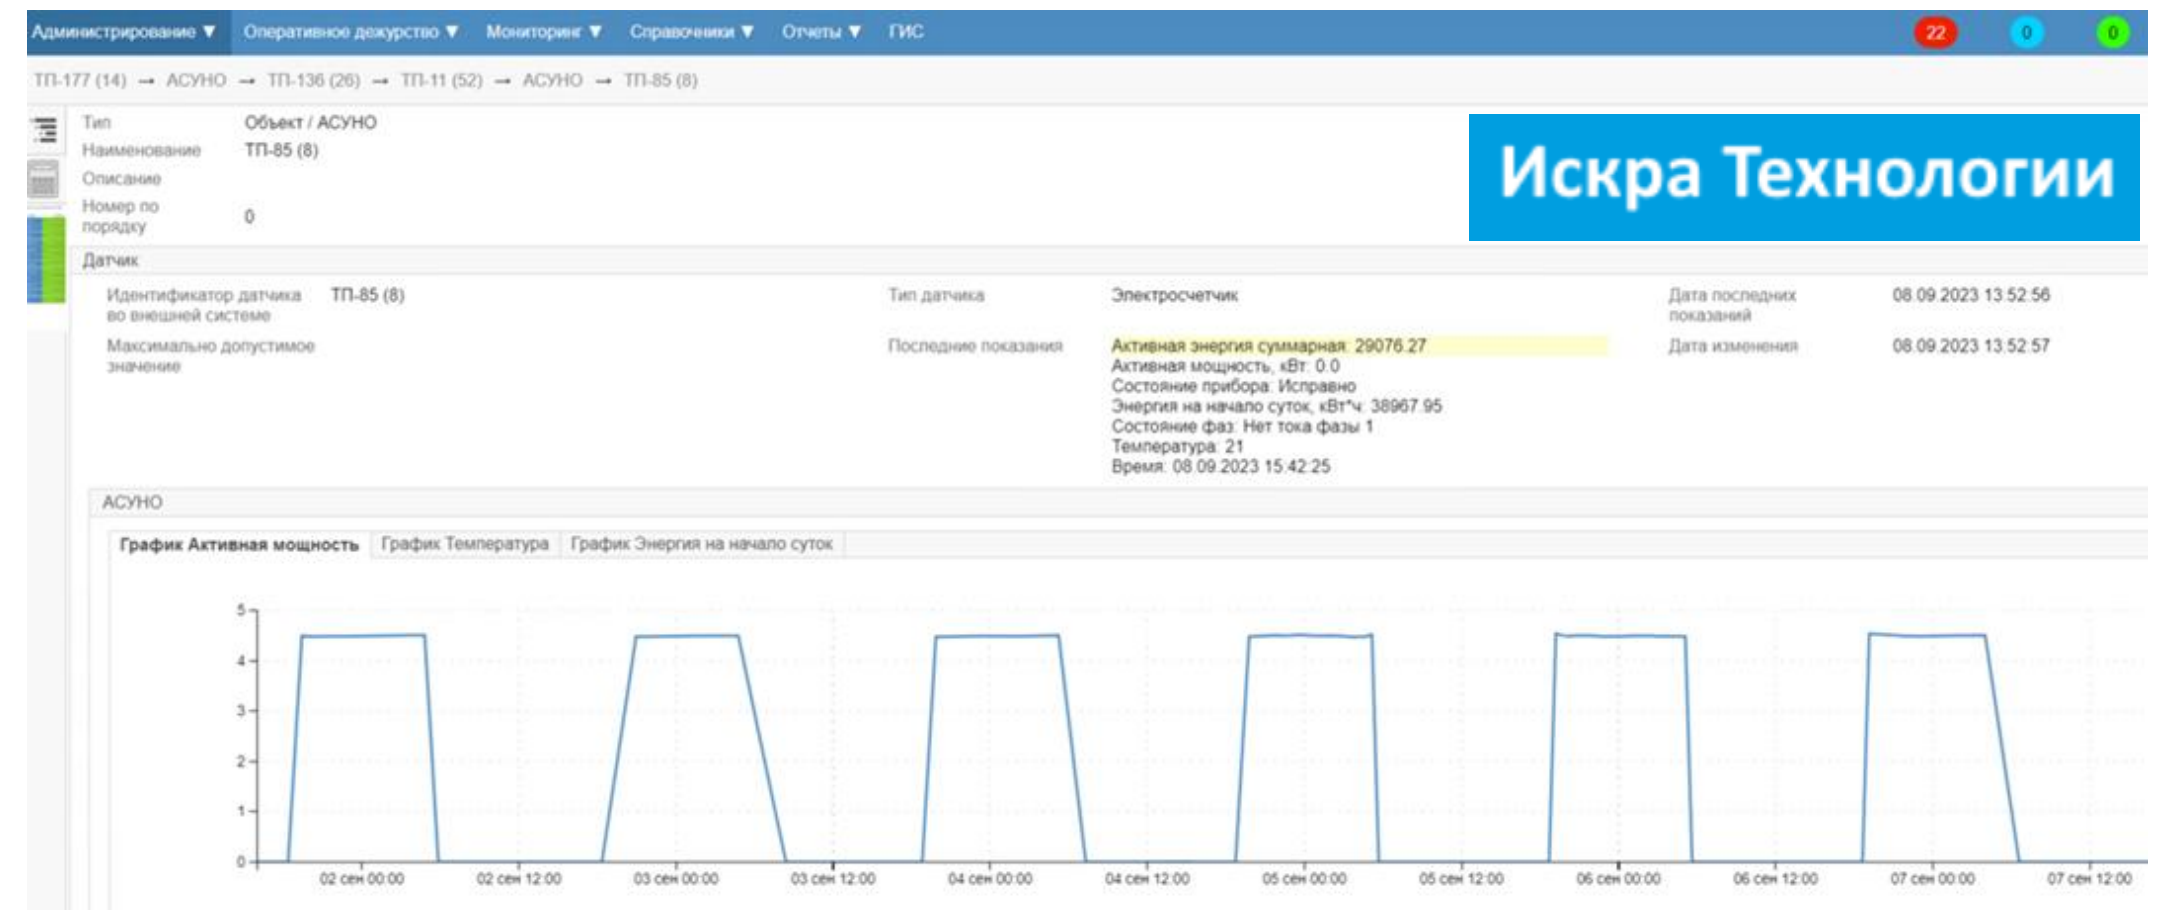 Администрирование ▼ Оперативное дежурство ▼ Мониторинг ▼ Справочники ▼ Отчеты ▼ ГИС 22 0 0
ТП-177 (14) → АСУНО → ТП-136 (26) → ТП-11 (52) → АСУНО → ТП-85 (8)
Тип Объект / АСУНО
Наименование ТП-85 (8)
Искра Технологии
Описание
Номер по порядку 0
Датчик
Идентификатор датчика во внешней системе ТП-85 (8) Тип датчика Электросчетчик Дата последних показаний 08.09.2023 13:52:56
Максимально допустимое значение Последние показания Активная энергия суммарная: 29076.27 Дата изменения 08.09.2023 13:52:57
Активная мощность, кВт: 0.0
Состояние прибора: Исправно
Энергия на начало суток, кВт*ч: 38967.95
Состояние фаз: Нет тока фазы 1
Температура: 21
Время: 08.09.2023 15:42:25
АСУНО
График Активная мощность График Температура График Энергия на начало суток
5
4
3
2
1
0
02 сен 00:00 02 сен 12:00 03 сен 00:00 03 сен 12:00 04 сен 00:00 04 сен 12:00 05 сен 00:00 05 сен 12:00 06 сен 00:00 06 сен 12:00 07 сен 00:00 07 сен 12:00